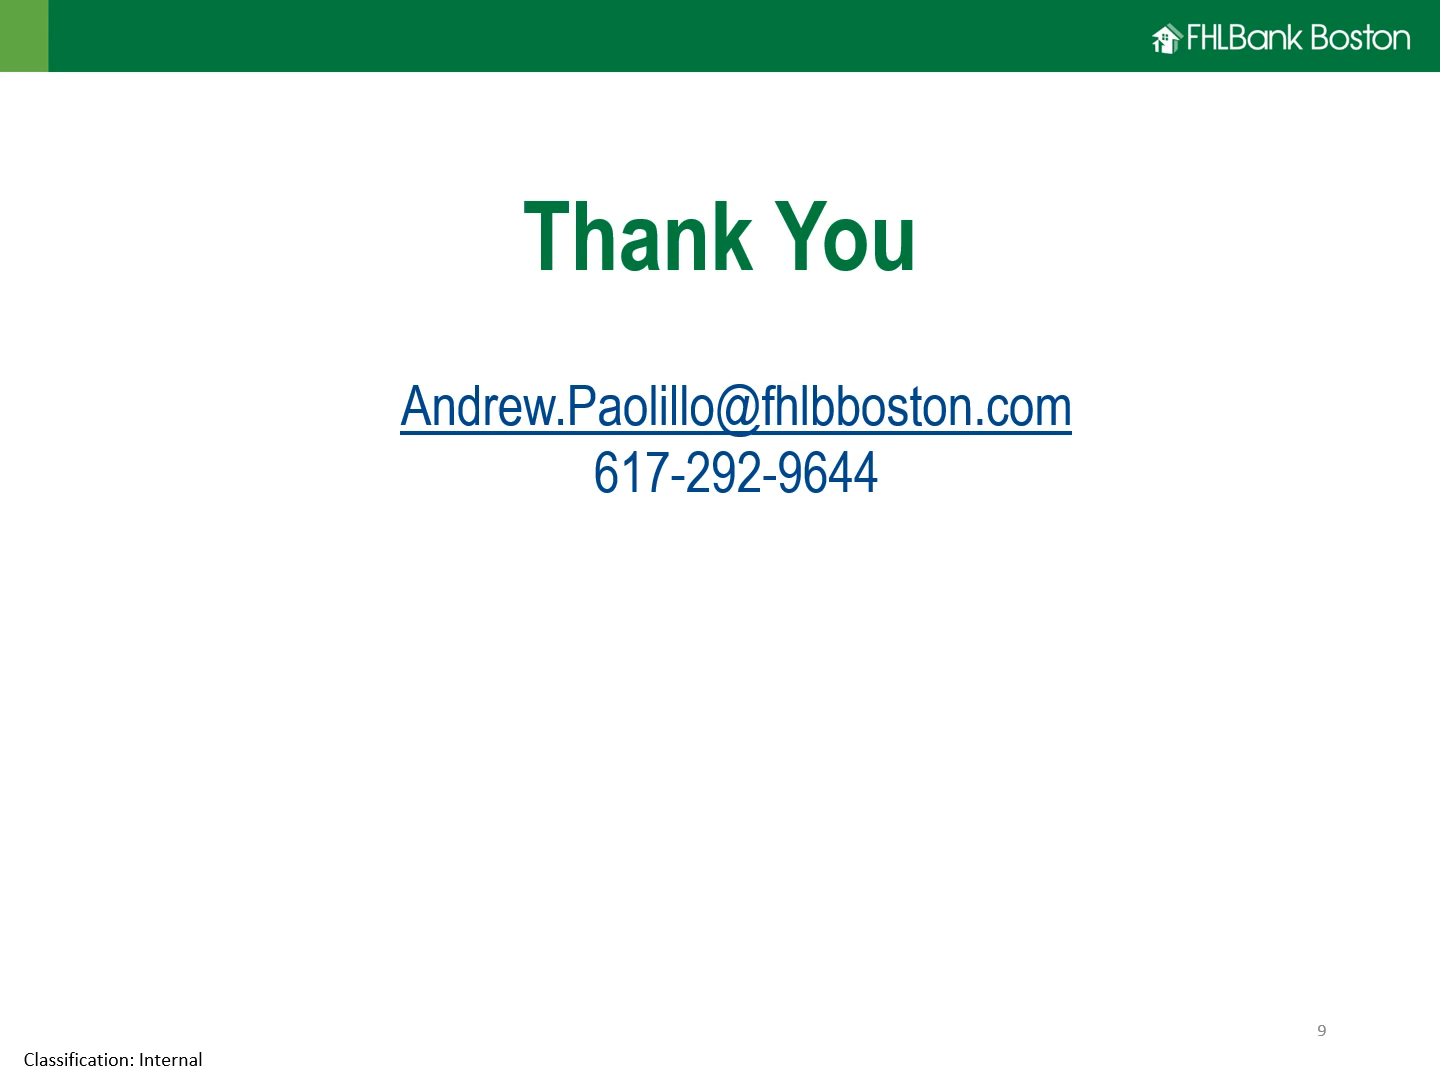 FHLBank Boston
Thank You
Andrew.Paolillo@fhlbboston.com
617-292-9644
9
Classification: Internal